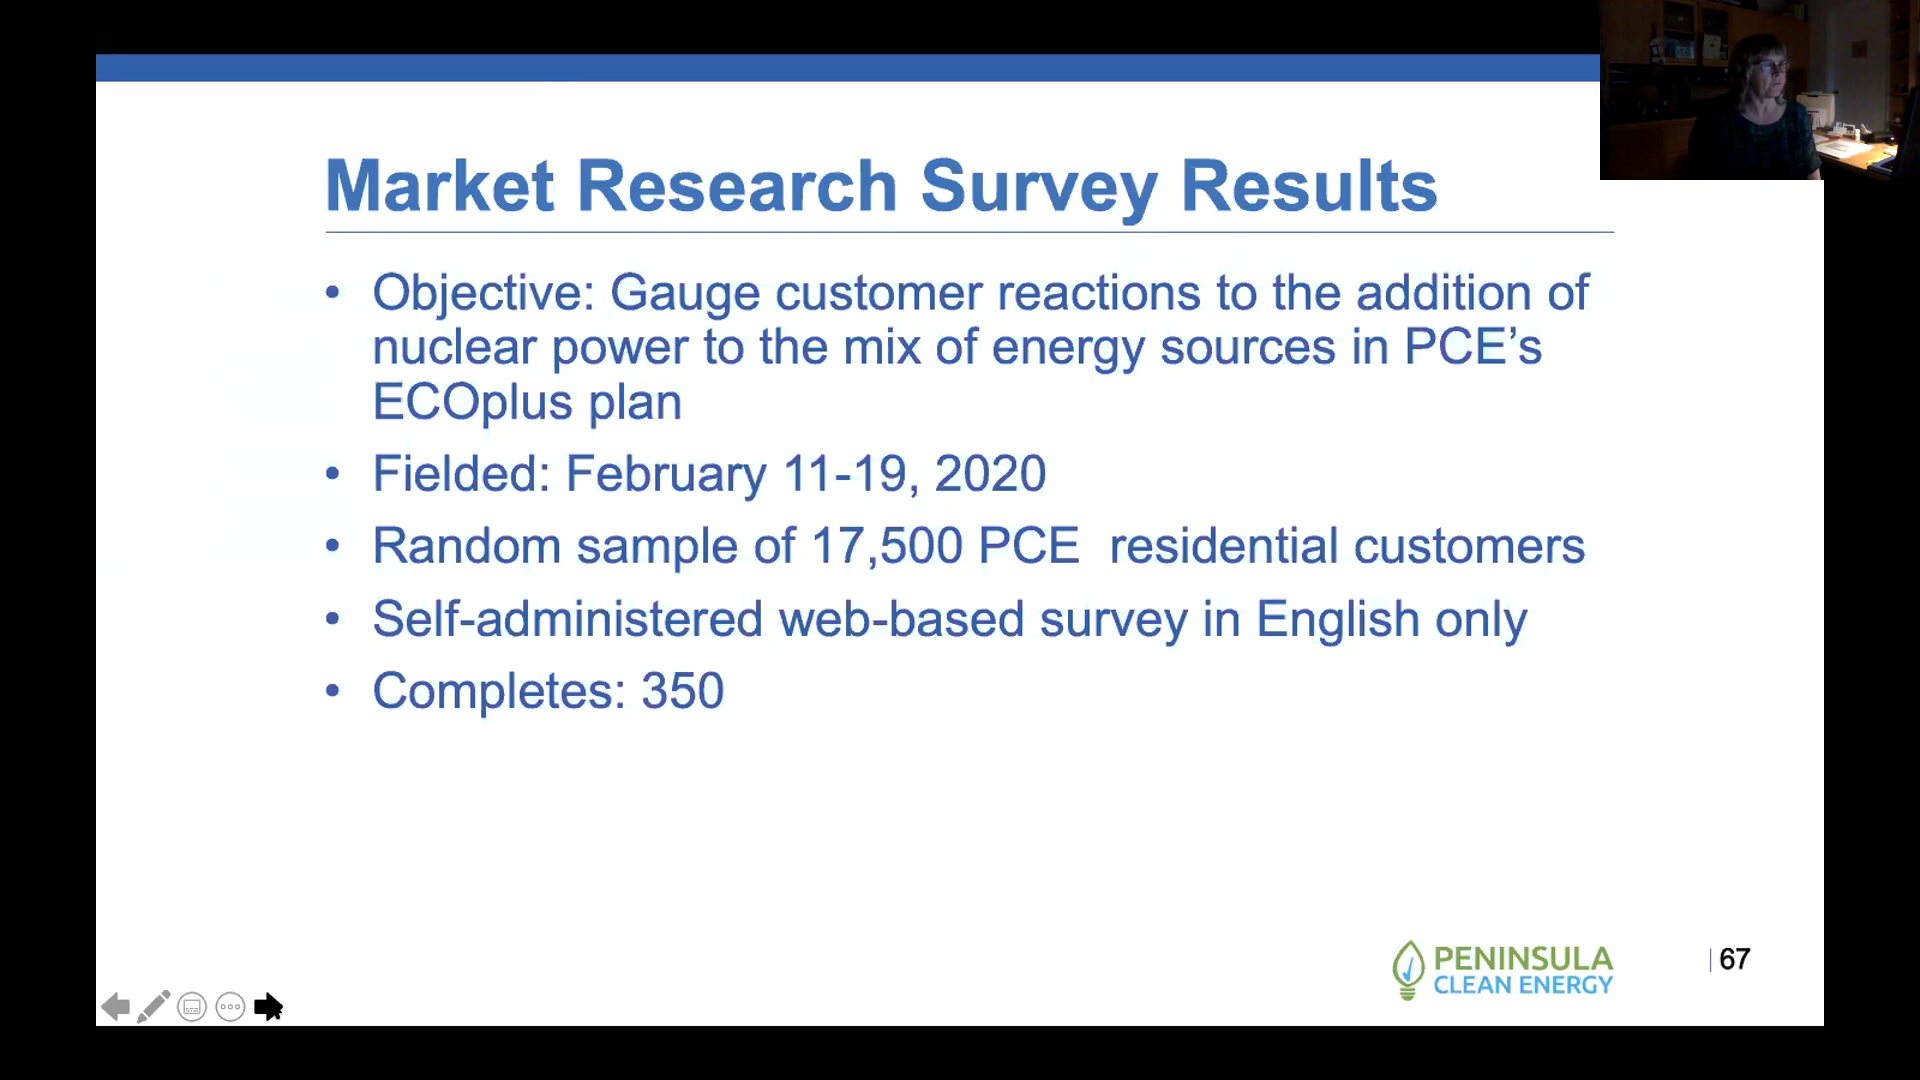 Market Research Survey Results
• Objective: Gauge customer reactions to the addition of
nuclear power to the mix of energy sources in PCE’s
ECOplus plan
• Fielded: February 11-19, 2020
• Random sample of 17,500 PCE  residential customers
• Self-administered web-based survey in English only
• Completes: 350
PENINSULA
CLEAN ENERGY
67